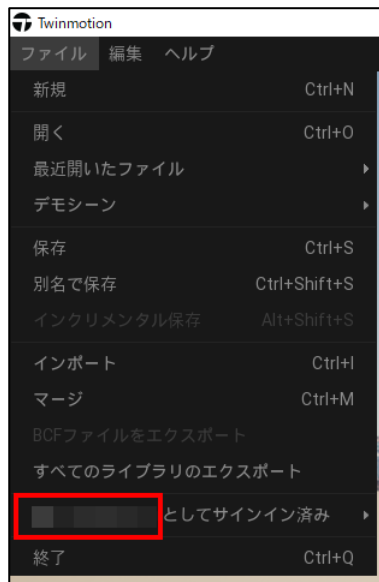 Twinmotion
ファイル 編集 ヘルプ
新規 Ctrl+N
開く Ctrl+O
最近開いたファイル
デモシーン
保存 Ctrl+S
別名で保存 Ctrl+Shift+S
インクリメンタル保存 Alt+Shift+S
インポート Ctrl+I
マージ Ctrl+M
BCFファイルをエクスポート
すべてのライブラリのエクスポート
としてサインイン済み
終了 Ctrl+Q